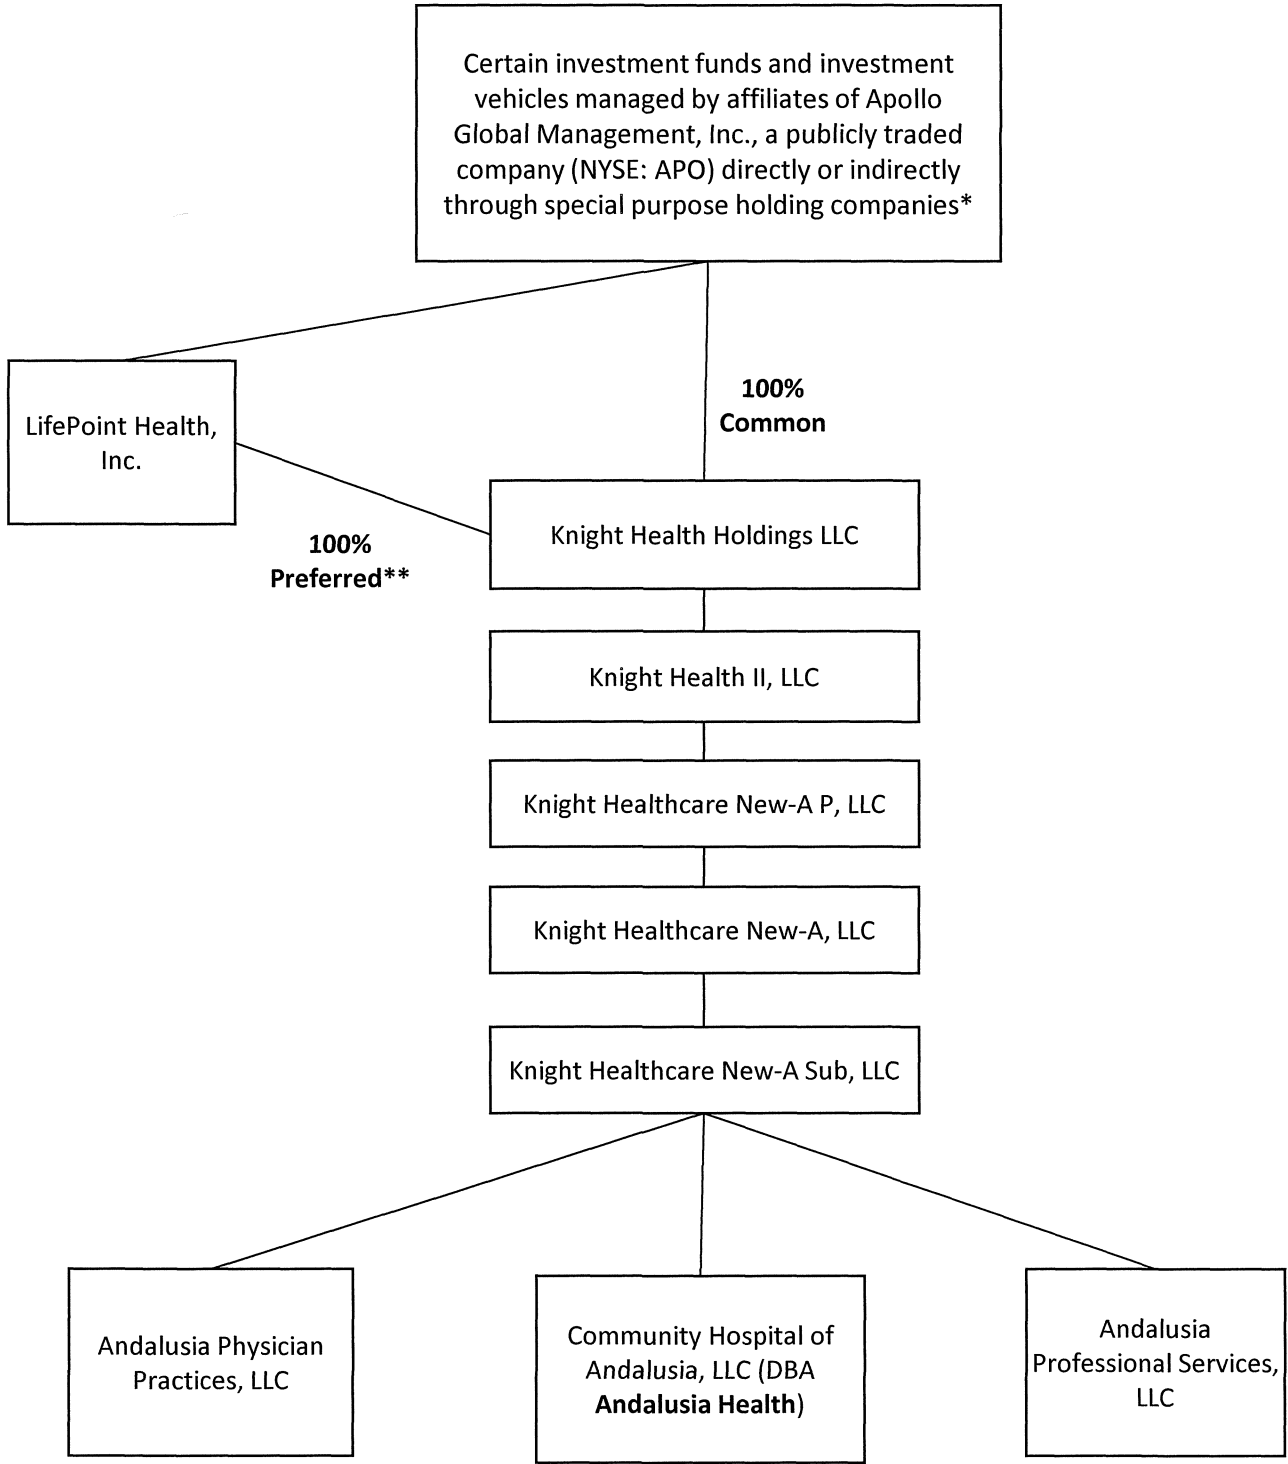 Certain investment funds and investment
vehicles managed by affiliates of Apollo
Global Management, Inc., a publicly traded
company (NYSE: APO) directly or indirectly
through special purpose holding companies*
100%
Common
LifePoint Health,
Inc.
100%
Preferred**
Knight Health Holdings LLC
Knight Health II, LLC
Knight Healthcare New-A P, LLC
Knight Healthcare New-A, LLC
Knight Healthcare New-A Sub, LLC
Andalusia Physician
Practices, LLC
Community Hospital of
Andalusia, LLC (DBA
Andalusia Health)
Andalusia
Professional Services,
LLC